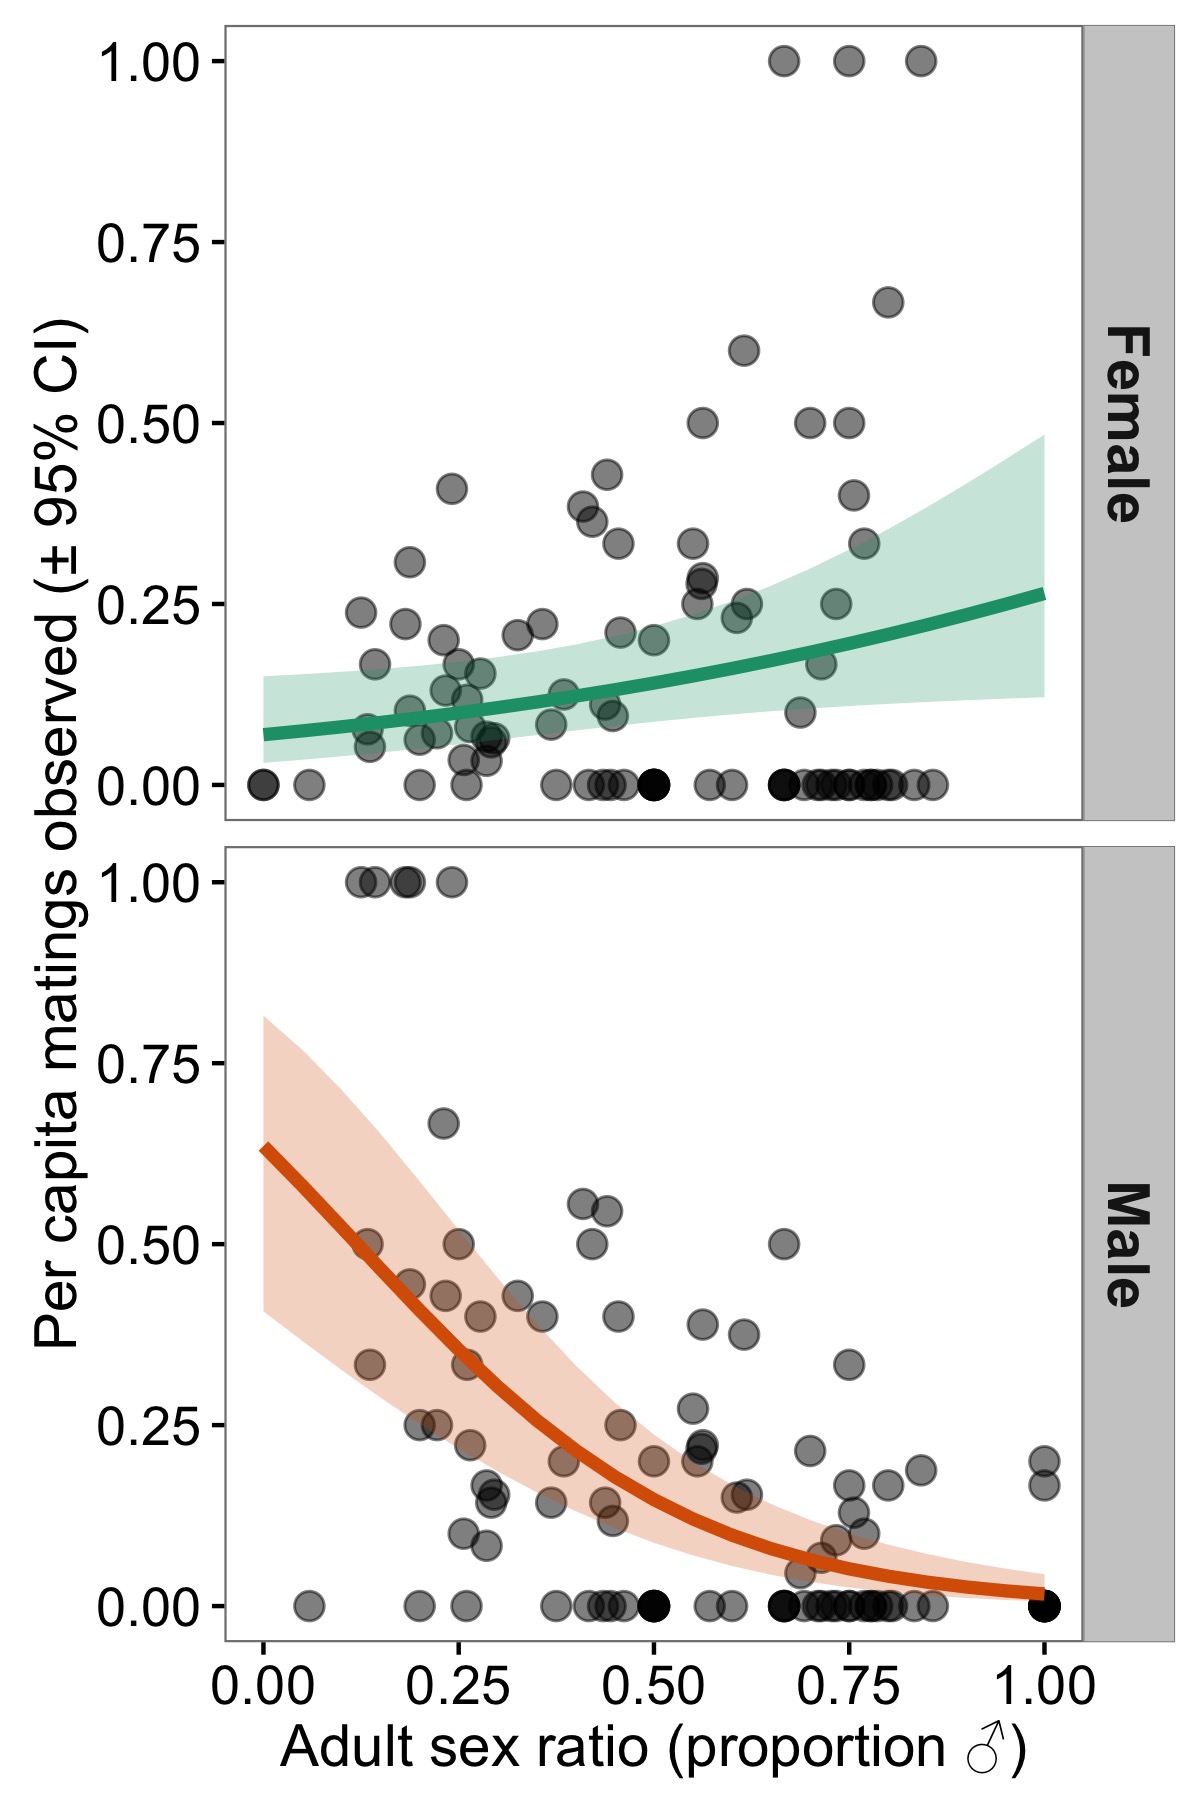 Per capita matings observed (± 95% CI)
1.00
0.75
0.50
0.25
0.00
Female
1.00
0.75
0.50
0.25
0.00
Male
0.00 0.25 0.50 0.75 1.00
Adult sex ratio (proportion ♂)